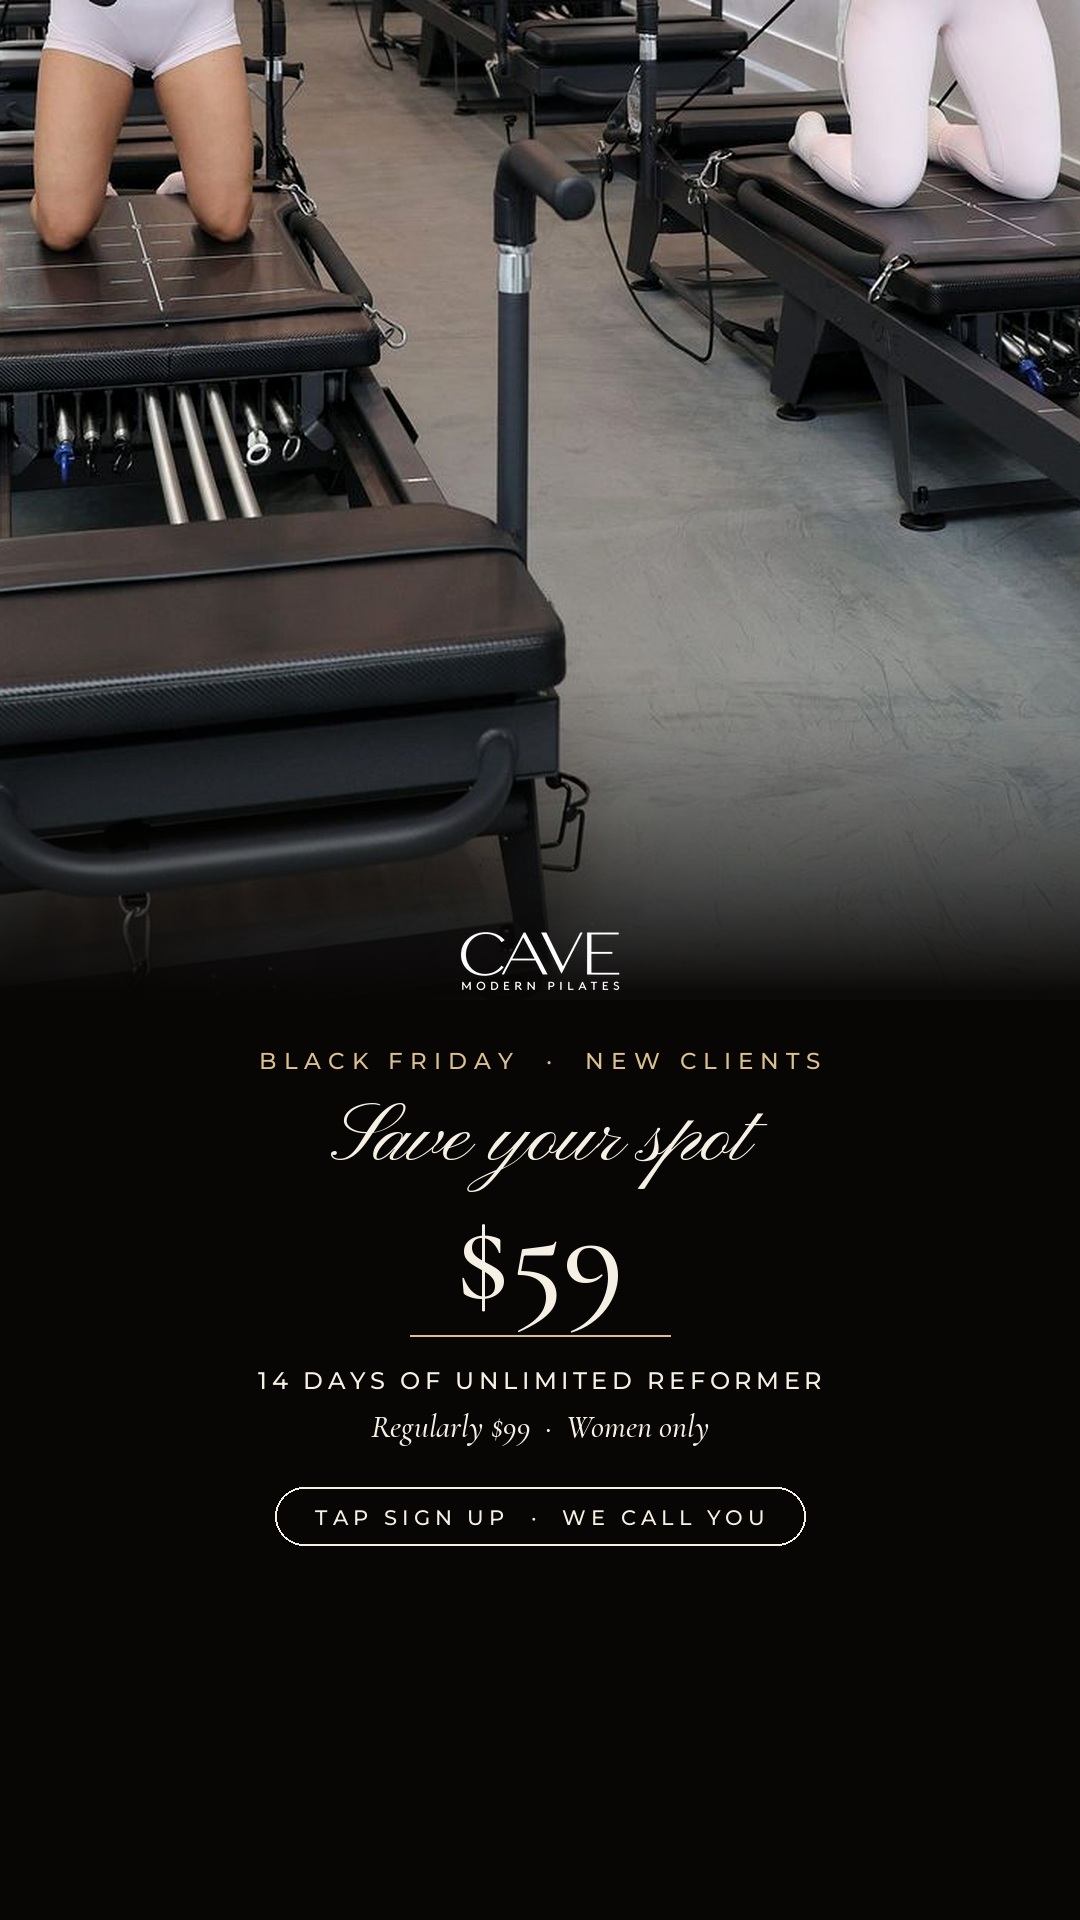 CAVE
MODERN PILATES
BLACK FRIDAY · NEW CLIENTS
Save your spot
$59
14 DAYS OF UNLIMITED REFORMER
Regularly $99 · Women only
TAP SIGN UP · WE CALL YOU